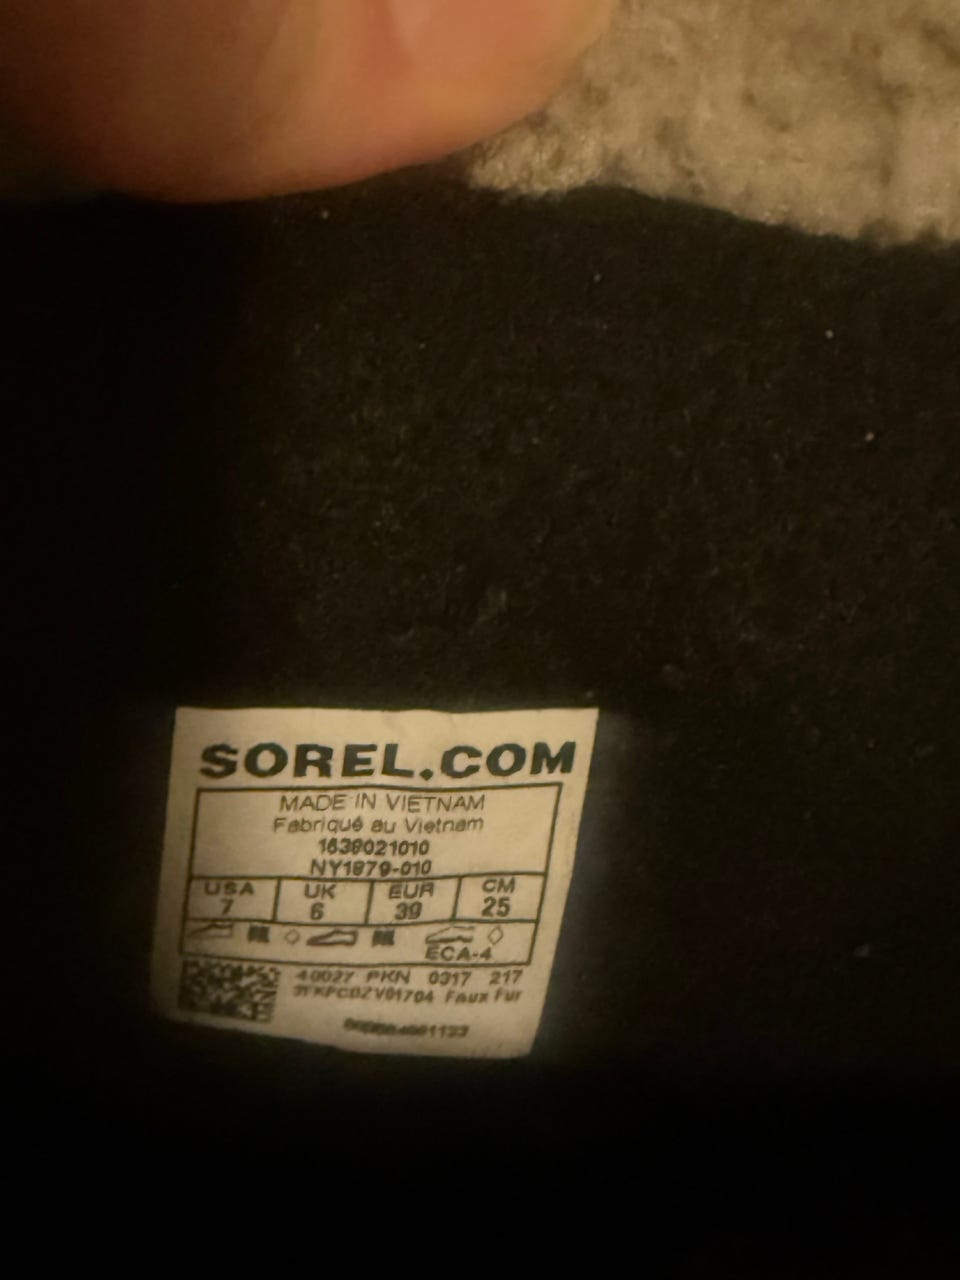 SOREL.COM
MADE IN VIETNAM
Fabriqué au Vietnam
1638021010
NY1879-010
USA UK EUR CM
7 6 39 25
ECA-4
40027 PKN 0317 217
Faux Fur